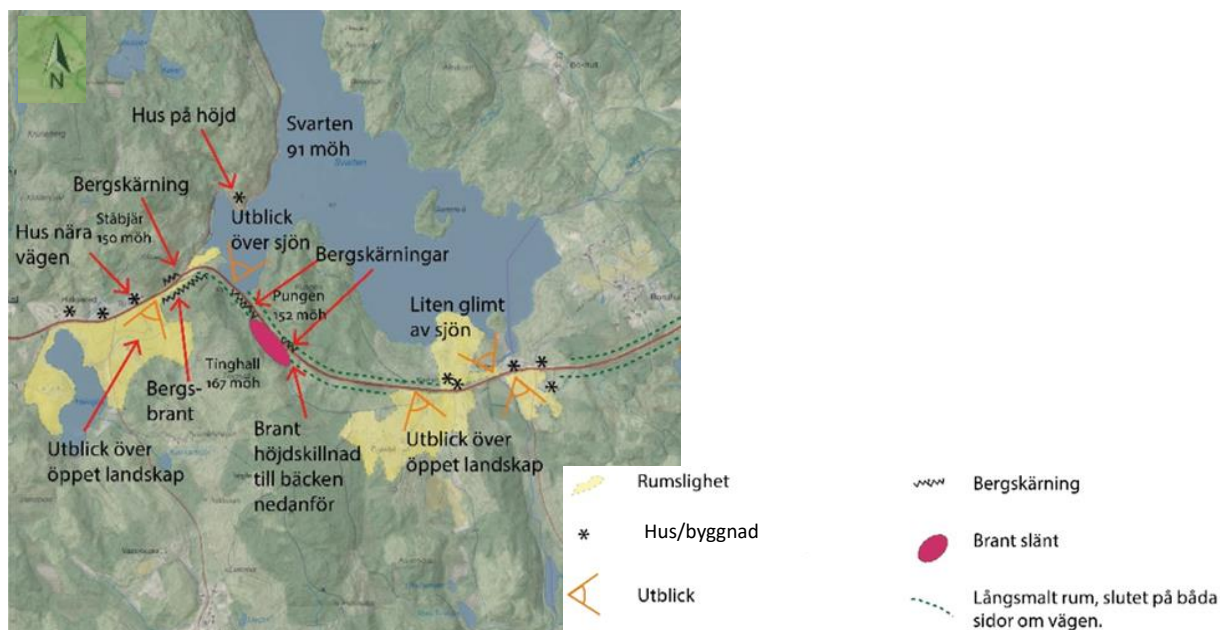 N
Hus på höjd
Svarten
91 möh
Svarten
Bergskärning
Ståbjär
150 möh
Hus nära
vägen
Utblick
över sjön
Bergskärningar
Pungen
152 möh
Liten glimt
av sjön
Tinghall
167 möh
Bergs-
brant
Utblick över
öppet landskap
Brant
höjdskillnad
till bäcken
nedanför
Utblick över
öppet landskap
Rumslighet
Hus/byggnad
Utblick
Bergskärning
Brant slänt
Långsmalt rum, slutet på båda
sidor om vägen.